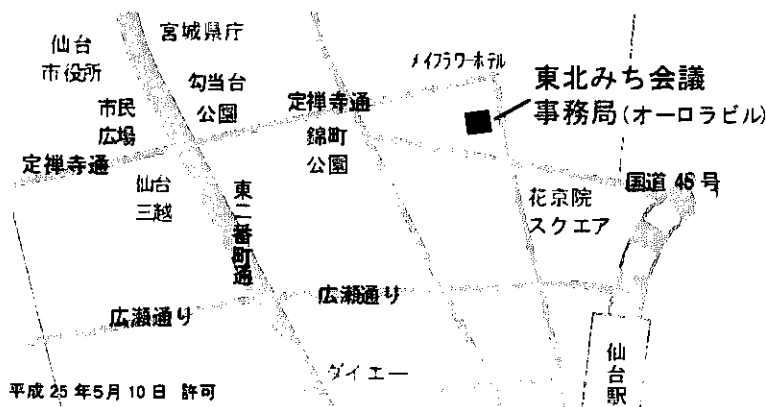 仙台
市役所
宮城県庁
勾当台
公園
市民
広場
定禅寺通
定禅寺通
錦町
公園
メイフラワーホテル
東北みち会議
事務局(オーロラビル)
仙台
三越
東二番町通
花京院
スクエア
国道 45 号
広瀬通り
広瀬通り
ダイエー
仙台駅
平成 25 年5月 10 日 許可